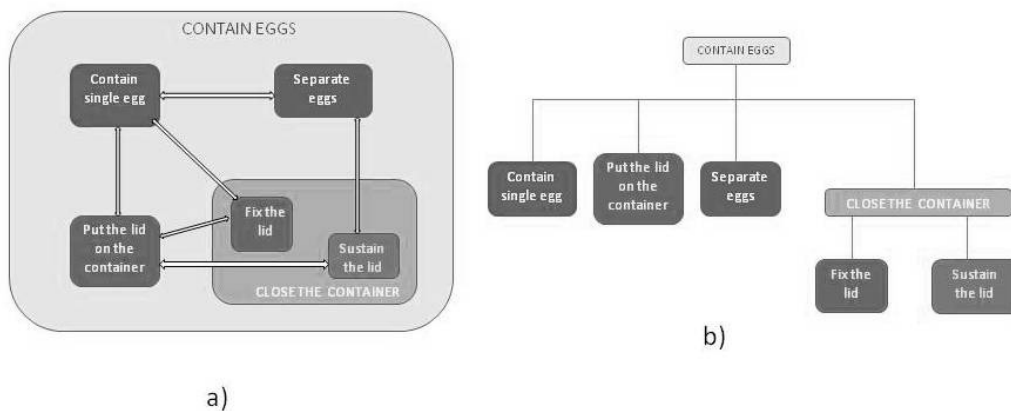 CONTAIN EGGS
Contain
single egg
Separate
eggs
Fix the
lid
Put the lid
on the
container
Sustain
the lid
CLOSE THE CONTAINER
a)
CONTAIN EGGS
Contain
single egg
Put the lid
on the
container
Separate
eggs
CLOSE THE CONTAINER
Fix the
lid
Sustain
the lid
b)